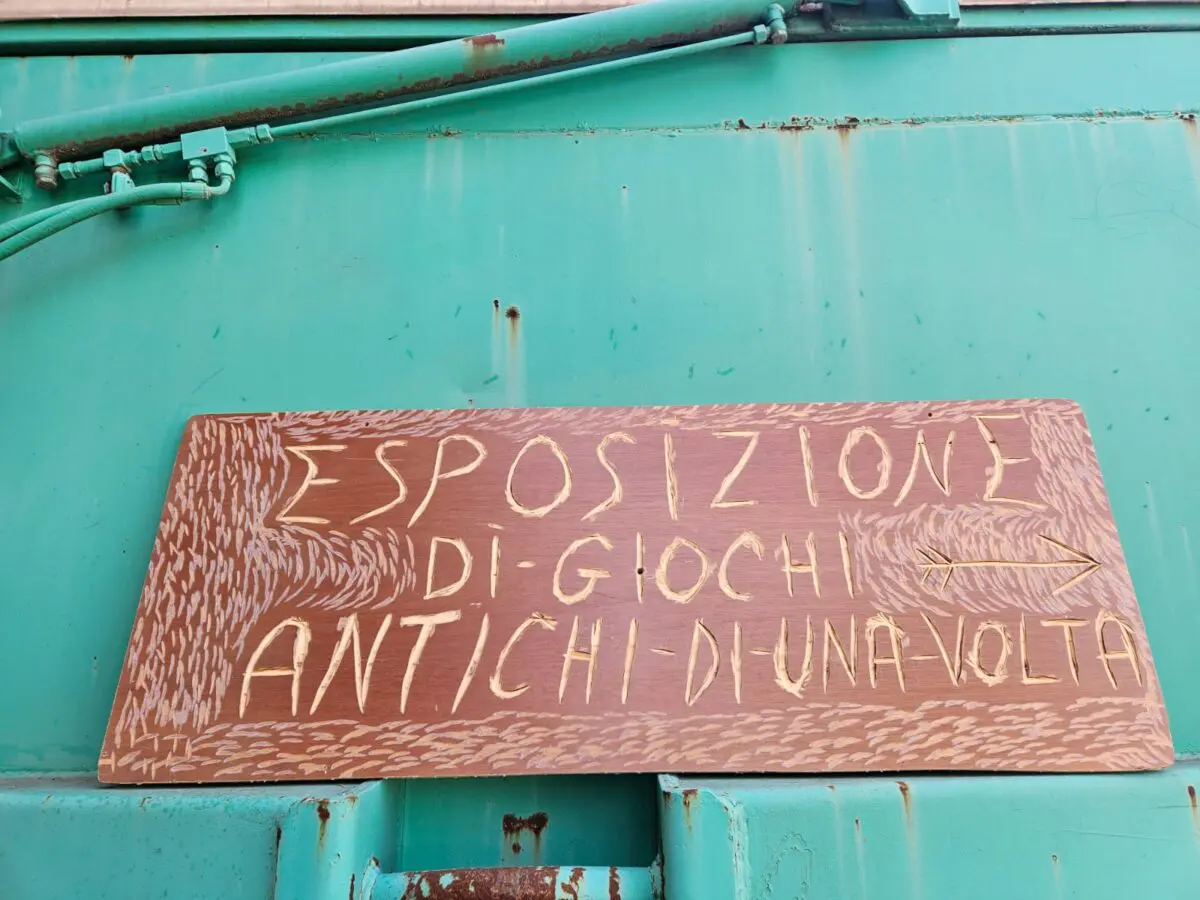 ESPOSIZIONE
Di-GIOCHI
ANTICHI-DI-UNA-VOLTA